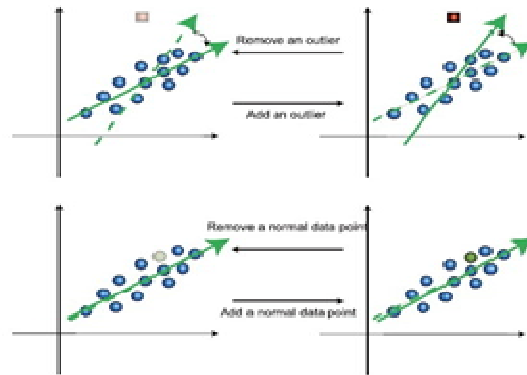 Remove an outlier
Add an outlier
Remove a normal data point
Add a normal data point